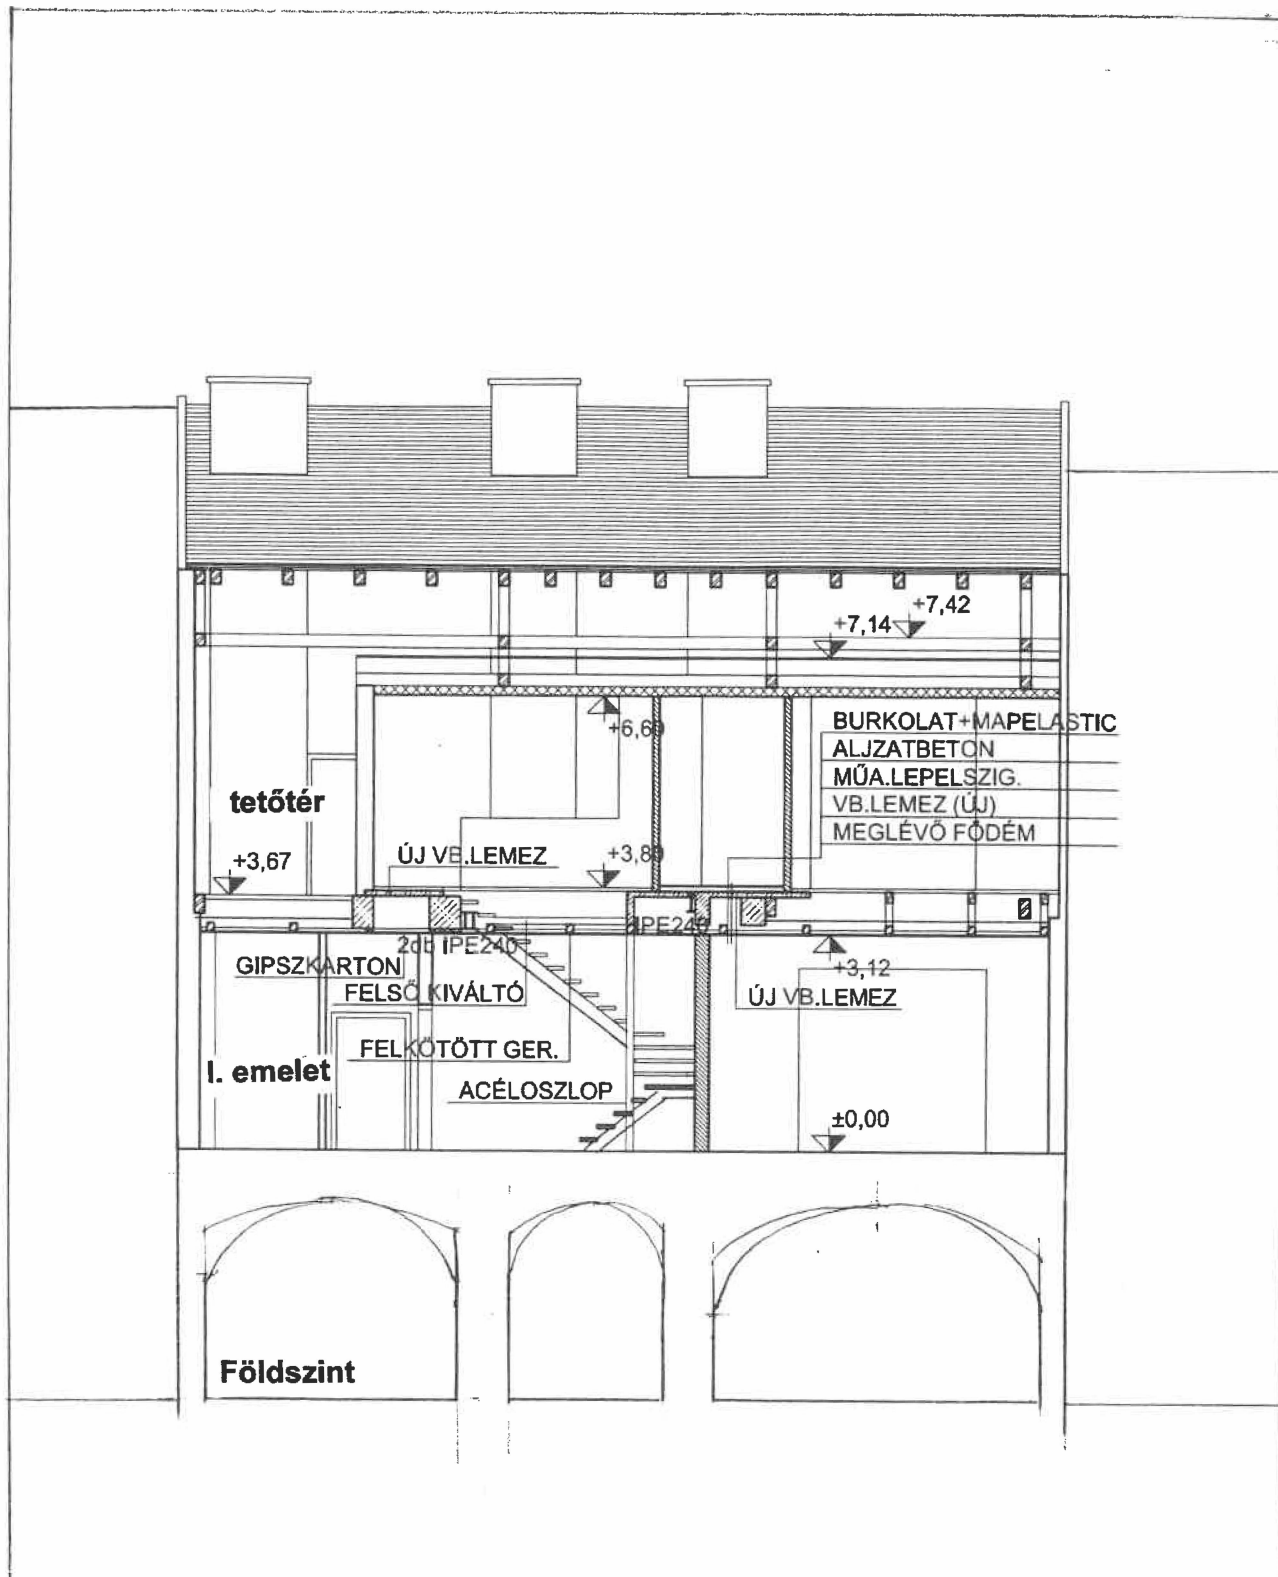 +7,42
+7,14
+6,60
BURKOLAT+MAPELASTIC
ALJZATBETON
MŰA.LEPELSZIG.
VB.LEMEZ (ÚJ)
MEGLÉVŐ FÖDÉM
tetőtér
+3,67
ÚJ VB.LEMEZ
+3,80
2db IPE240
IPE240
GIPSZKARTON
FELSŐ KIVÁLTÓ
+3,12
ÚJ VB.LEMEZ
FELKÖTÖTT GER.
I. emelet
ACÉLOSZLOP
±0,00
Földszint